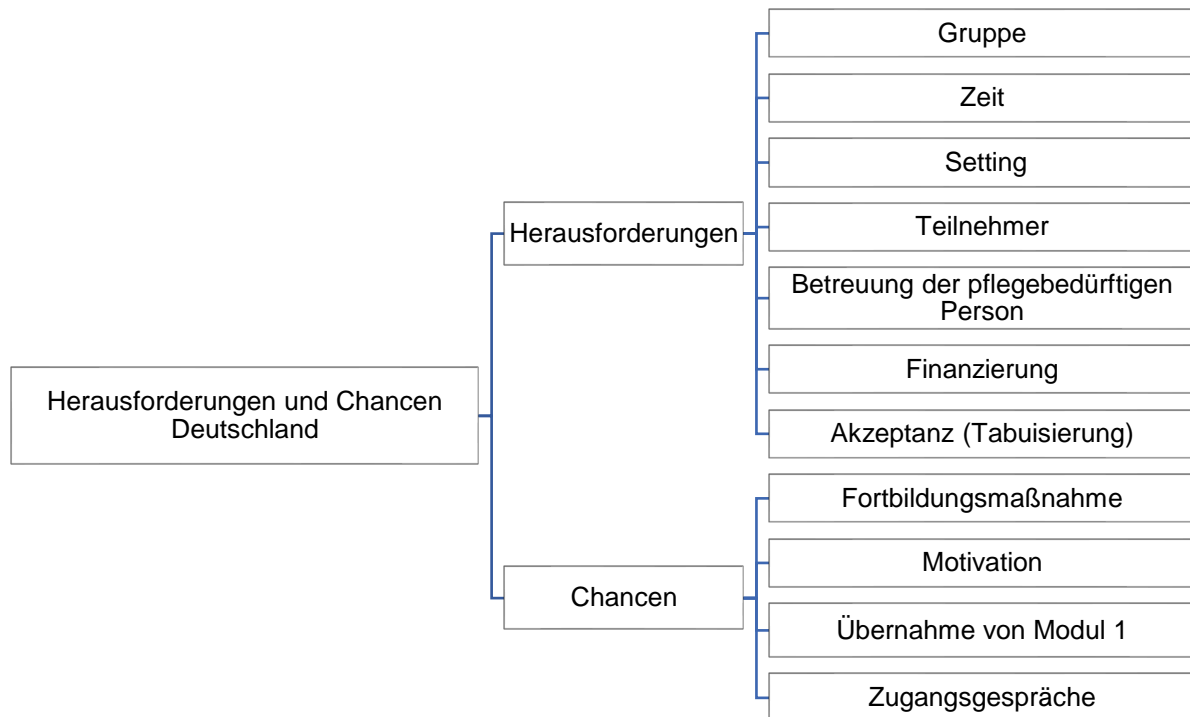 Herausforderungen und Chancen
Deutschland
Herausforderungen
Gruppe
Zeit
Setting
Teilnehmer
Betreuung der pflegebedürftigen
Person
Finanzierung
Akzeptanz (Tabuisierung)
Chancen
Fortbildungsmaßnahme
Motivation
Übernahme von Modul 1
Zugangsgespräche